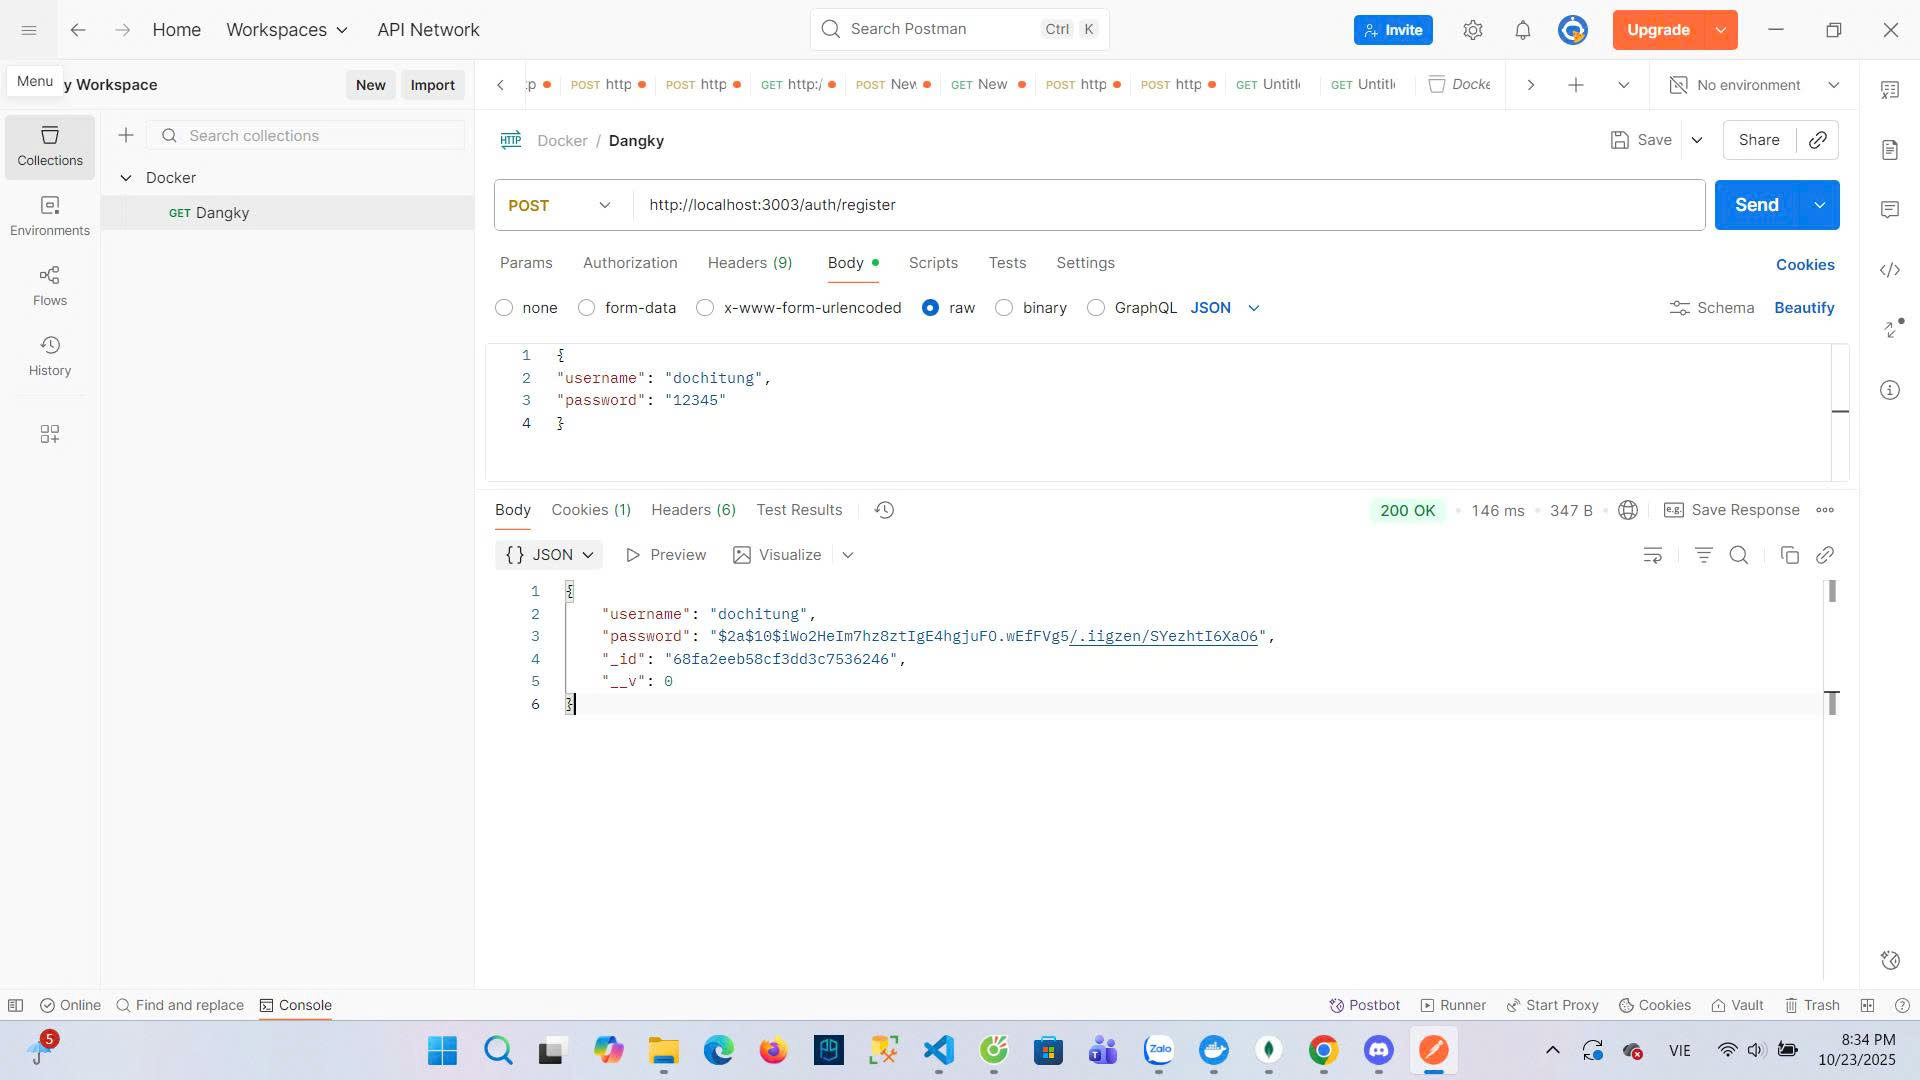 Home Workspaces API Network Search Postman Ctrl K Invite Upgrade
Menu y Workspace New Import
:p POST http POST http GET http:/ POST New GET New POST http POST http GET Untitl GET Untitl Docke No environment
Search collections
Docker / Dangky Save Share
Collections
Docker
GET Dangky
Environments
Flows
History
POST http://localhost:3003/auth/register Send
Params Authorization Headers (9) Body Scripts Tests Settings Cookies
none form-data x-www-form-urlencoded raw binary GraphQL JSON Schema Beautify
1 {
2 "username": "dochitung",
3 "password": "12345"
4 }
Body Cookies (1) Headers (6) Test Results 200 OK 146 ms 347 B e.g. Save Response
{} JSON Preview Visualize
1 {
2 "username": "dochitung",
3 "password": "$2a$10$iWo2HeIm7hz8ztIgE4hgjuFO.wEfFVg5/.iigzen/SYezhtI6XaO6",
4 "_id": "68fa2eeb58cf3dd3c7536246",
5 "__v": 0
6 }
Online Find and replace Console Postbot Runner Start Proxy Cookies Vault Trash
5 Zalo VIE 8:34 PM
10/23/2025